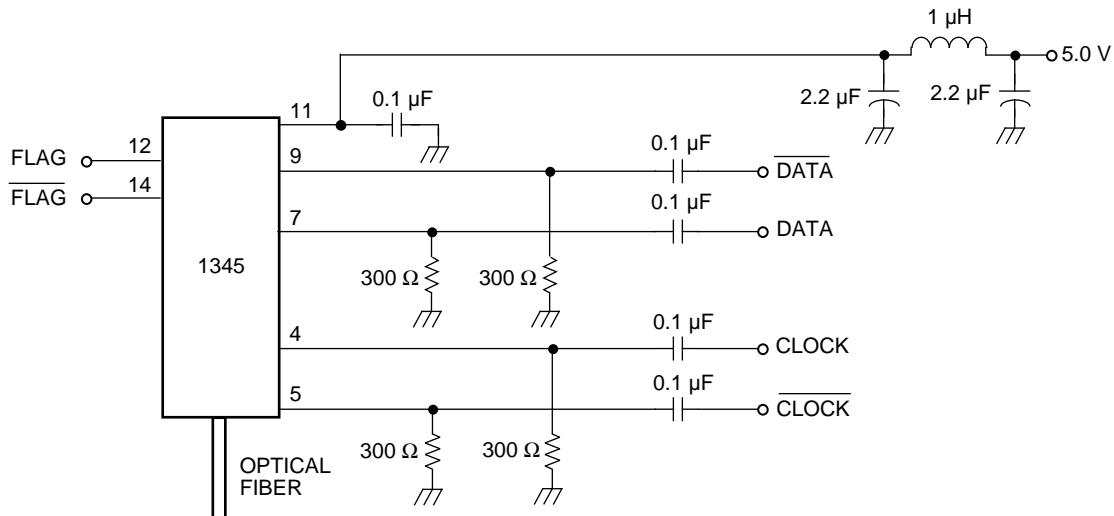 1 µH
5.0 V
2.2 µF
2.2 µF
0.1 µF
11
12
FLAG
9
0.1 µF
DATA
14
FLAG
0.1 µF
7
DATA
1345
300 Ω
300 Ω
0.1 µF
4
CLOCK
0.1 µF
5
CLOCK
300 Ω
300 Ω
OPTICAL
FIBER